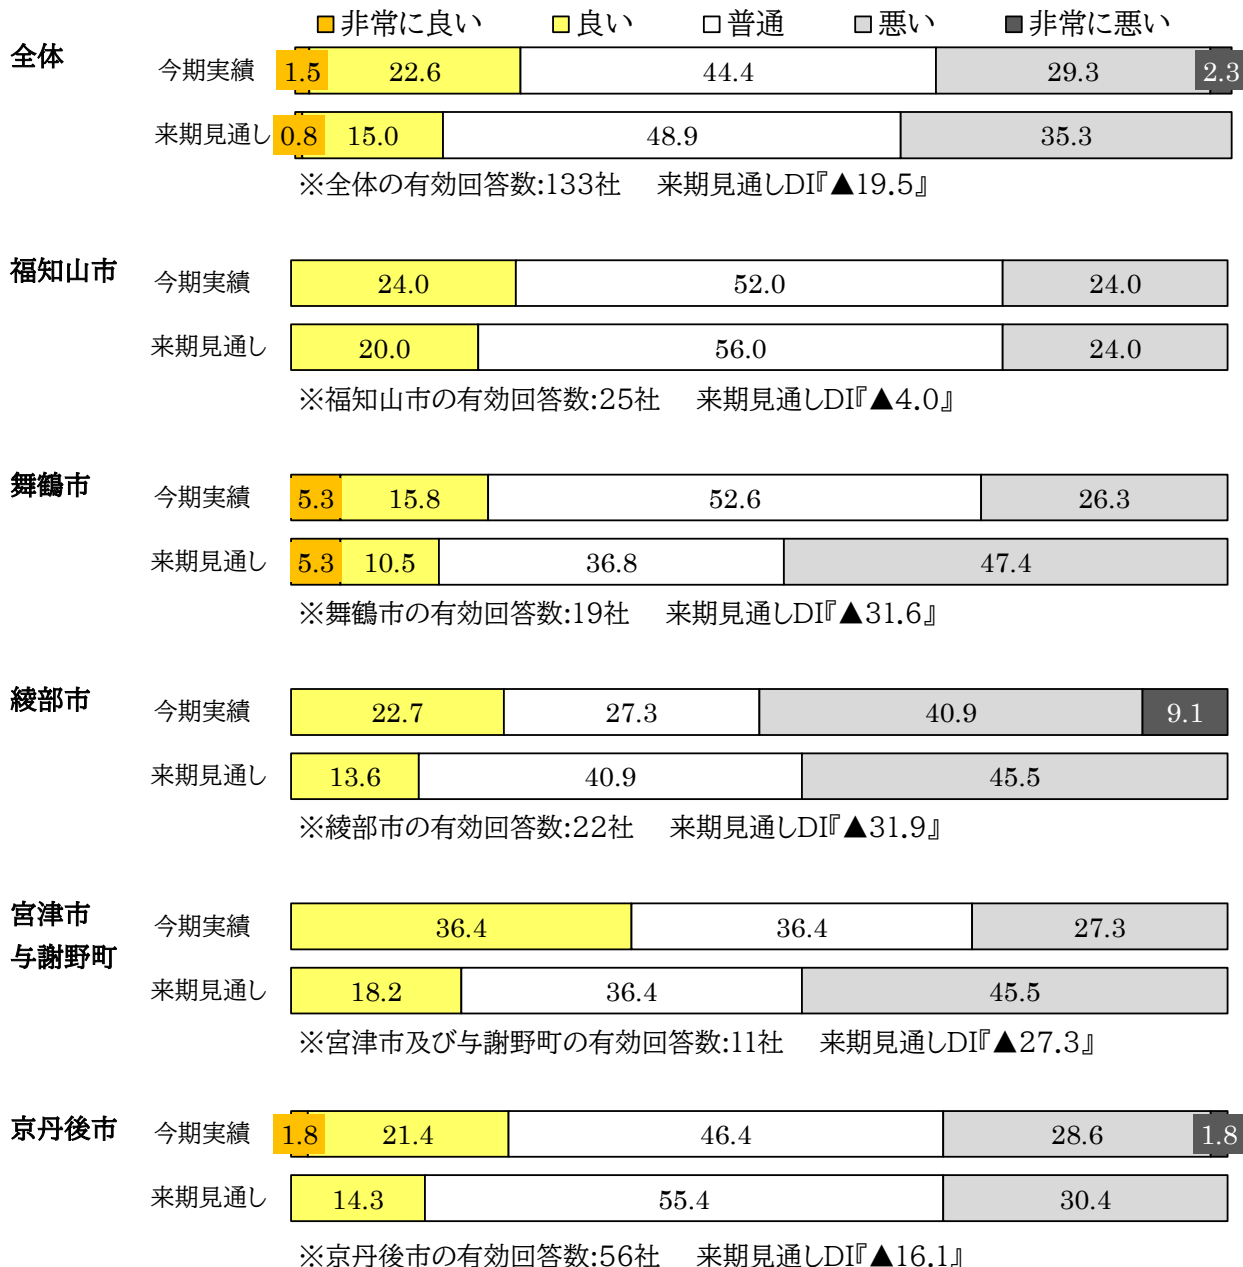 ■非常に良い ■良い □普通 ■悪い ■非常に悪い
全体
今期実績 1.5 22.6 44.4 29.3 2.3
来期見通し 0.8 15.0 48.9 35.3
※全体の有効回答数:133社 来期見通しDI『▲19.5』
福知山市
今期実績 24.0 52.0 24.0
来期見通し 20.0 56.0 24.0
※福知山市の有効回答数:25社 来期見通しDI『▲4.0』
舞鶴市
今期実績 5.3 15.8 52.6 26.3
来期見通し 5.3 10.5 36.8 47.4
※舞鶴市の有効回答数:19社 来期見通しDI『▲31.6』
綾部市
今期実績 22.7 27.3 40.9 9.1
来期見通し 13.6 40.9 45.5
※綾部市の有効回答数:22社 来期見通しDI『▲31.9』
宮津市
与謝野町
今期実績 36.4 36.4 27.3
来期見通し 18.2 36.4 45.5
※宮津市及び与謝野町の有効回答数:11社 来期見通しDI『▲27.3』
京丹後市
今期実績 1.8 21.4 46.4 28.6 1.8
来期見通し 14.3 55.4 30.4
※京丹後市の有効回答数:56社 来期見通しDI『▲16.1』